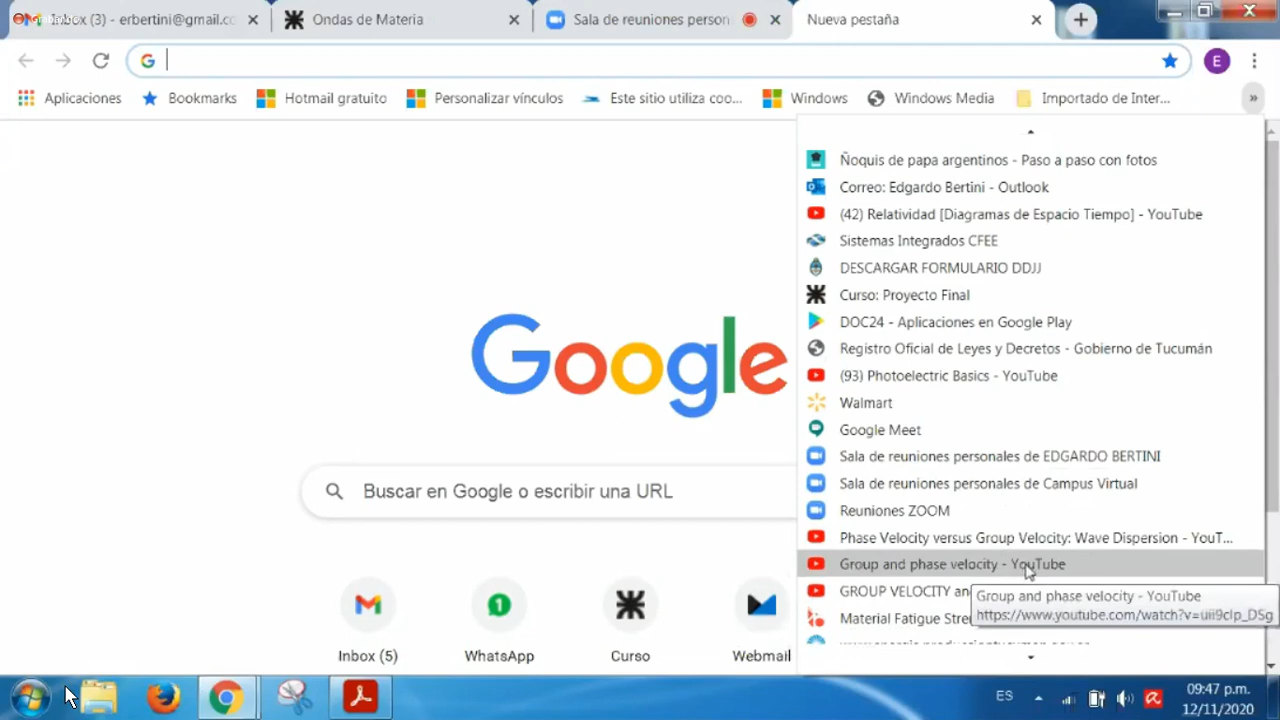 Inbox (3) - erbertini@gmail.co
Ondas de Materia
Sala de reuniones person
Nueva pestaña
Aplicaciones
Bookmarks
Hotmail gratuito
Personalizar vínculos
Este sitio utiliza coo...
Windows
Windows Media
Importado de Inter...
»
Ñoquis de papa argentinos - Paso a paso con fotos
Correo: Edgardo Bertini - Outlook
(42) Relatividad [Diagramas de Espacio Tiempo] - YouTube
Sistemas Integrados CFEE
DESCARGAR FORMULARIO DDJJ
Curso: Proyecto Final
DOC24 - Aplicaciones en Google Play
Registro Oficial de Leyes y Decretos - Gobierno de Tucumán
(93) Photoelectric Basics - YouTube
Walmart
Google Meet
Sala de reuniones personales de EDGARDO BERTINI
Sala de reuniones personales de Campus Virtual
Reuniones ZOOM
Phase Velocity versus Group Velocity: Wave Dispersion - YouT...
Group and phase velocity - YouTube
GROUP VELOCITY an
Group and phase velocity - YouTube
https://www.youtube.com/watch?v=uii9cIp_DSg
Material Fatigue Stre
Google
Buscar en Google o escribir una URL
Inbox (5)
WhatsApp
Curso
Webmail
E
ES
09:47 p.m.
12/11/2020